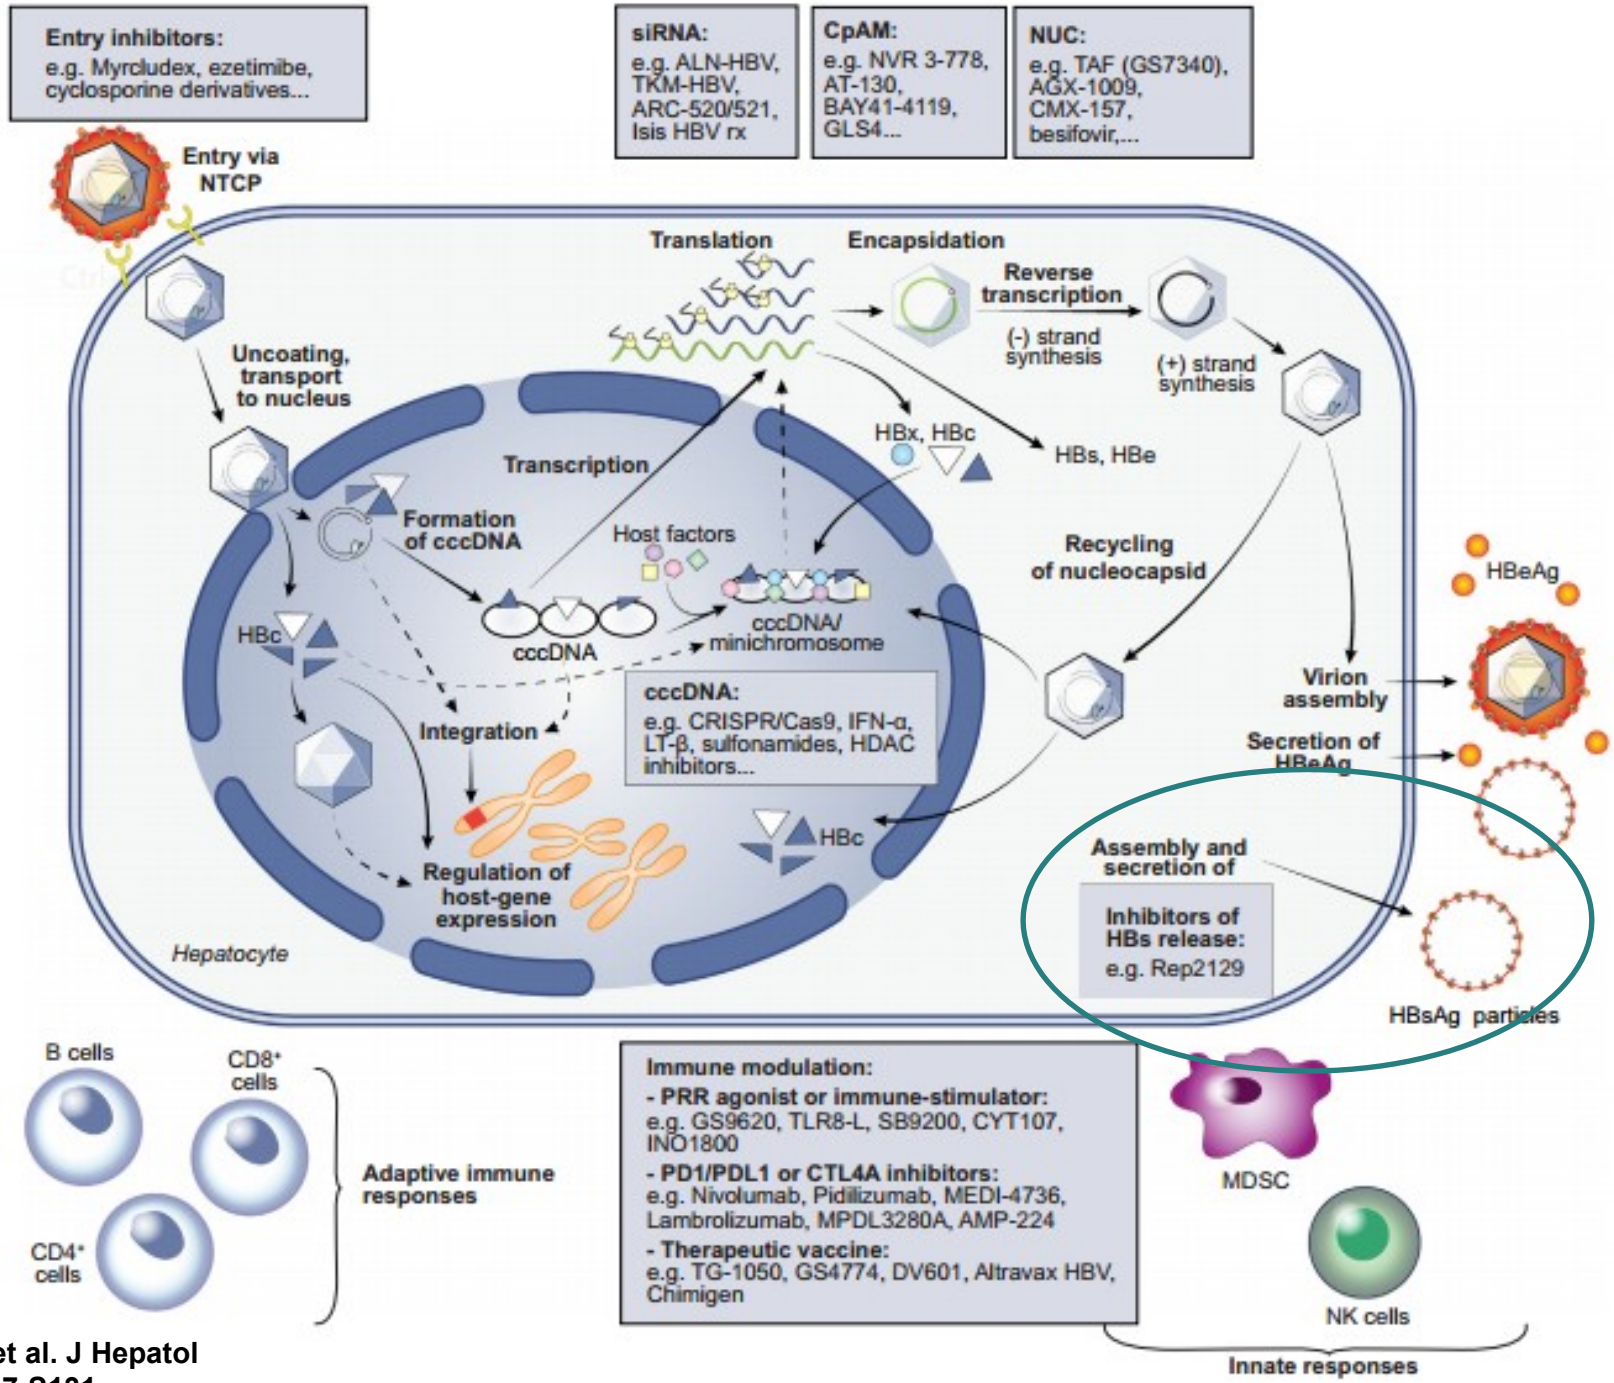 Entry inhibitors:
e.g. Myrcludex, ezetimibe,
cyclosporine derivatives...
siRNA:
e.g. ALN-HBV,
TKM-HBV,
ARC-520/521,
Isis HBV rx
CpAM:
e.g. NVR 3-778,
AT-130,
BAY41-4119,
GLS4...
NUC:
e.g. TAF (GS7340),
AGX-1009,
CMX-157,
besifovir,...
Entry via
NTCP
Translation
Encapsidation
Reverse
transcription
(-) strand
synthesis
(+) strand
synthesis
Uncoating,
transport
to nucleus
HBx, HBc
HBs, HBe
Transcription
Formation
of cccDNA
Host factors
Recycling
of nucleocapsid
HBeAg
HBc
cccDNA
cccDNA/
minichromosome
cccDNA:
e.g. CRISPR/Cas9, IFN-α,
LT-β, sulfonamides, HDAC
inhibitors...
Integration
Virion
assembly
Secretion of
HBeAg
HBc
Regulation of
host-gene
expression
Assembly and
secretion of
Inhibitors of
HBs release:
e.g. Rep2129
HBsAg particles
Hepatocyte
B cells
CD8+
cells
CD4+
cells
Adaptive immune
responses
Immune modulation:
- PRR agonist or immune-stimulator:
e.g. GS9620, TLR8-L, SB9200, CYT107,
INO1800
- PD1/PDL1 or CTL4A inhibitors:
e.g. Nivolumab, Pidilizumab, MEDI-4736,
Lambrolizumab, MPDL3280A, AMP-224
- Therapeutic vaccine:
e.g. TG-1050, GS4774, DV601, Altravax HBV,
Chimigen
MDSC
NK cells
Innate responses
et al. J Hepatol